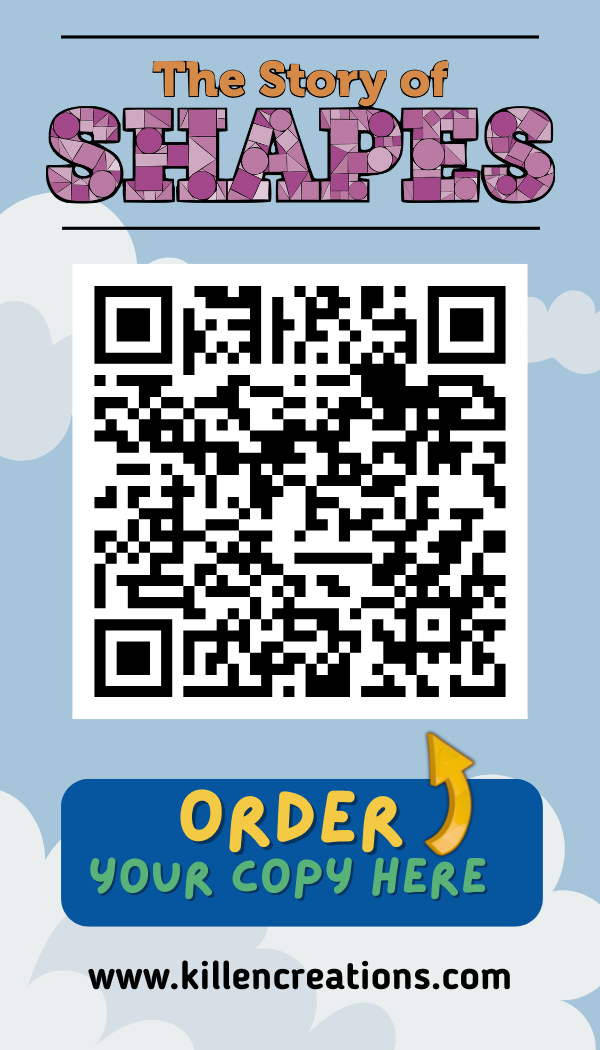 The Story of
SHAPES
ORDER
YOUR COPY HERE
www.killencreations.com